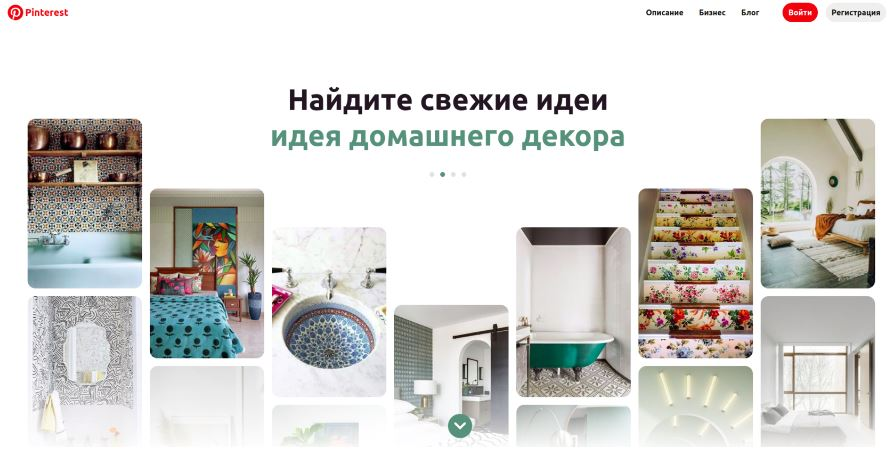 Pinterest
Описание
Бизнес
Блог
Войти
Регистрация
Найдите свежие идеи
идея домашнего декора